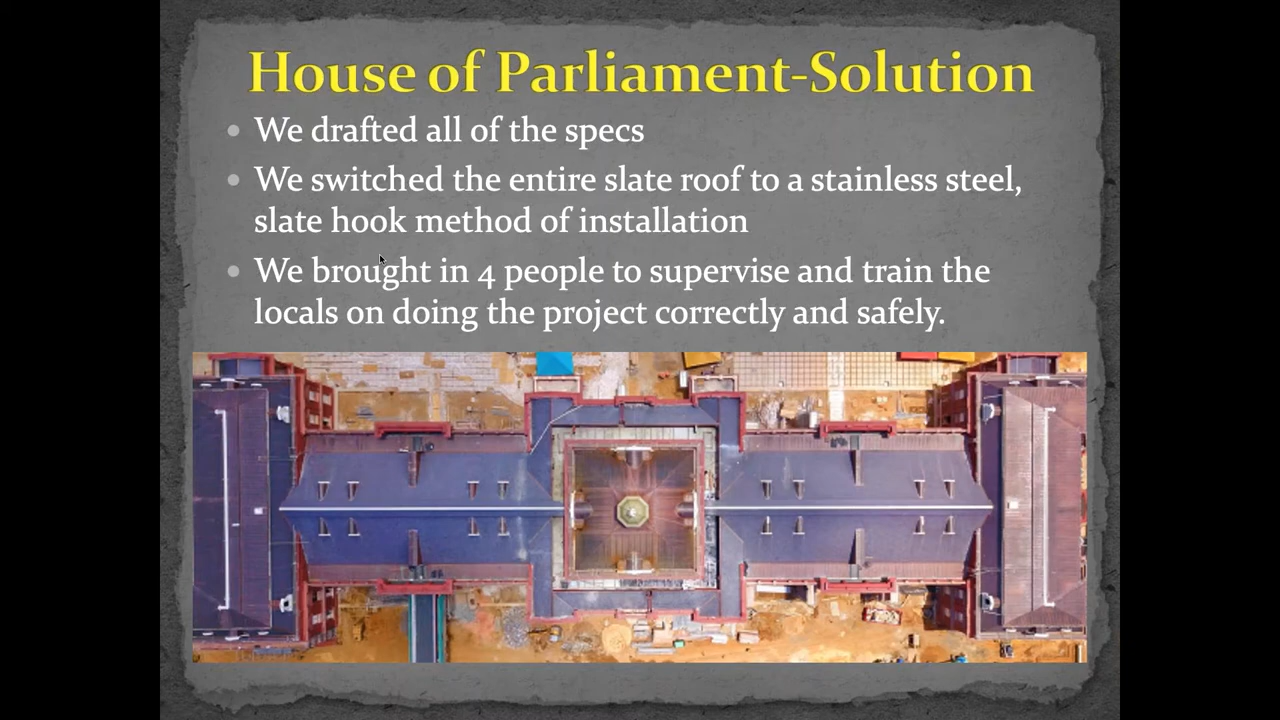 House of Parliament-Solution
• We drafted all of the specs
• We switched the entire slate roof to a stainless steel,
slate hook method of installation
• We brought in 4 people to supervise and train the
locals on doing the project correctly and safely.